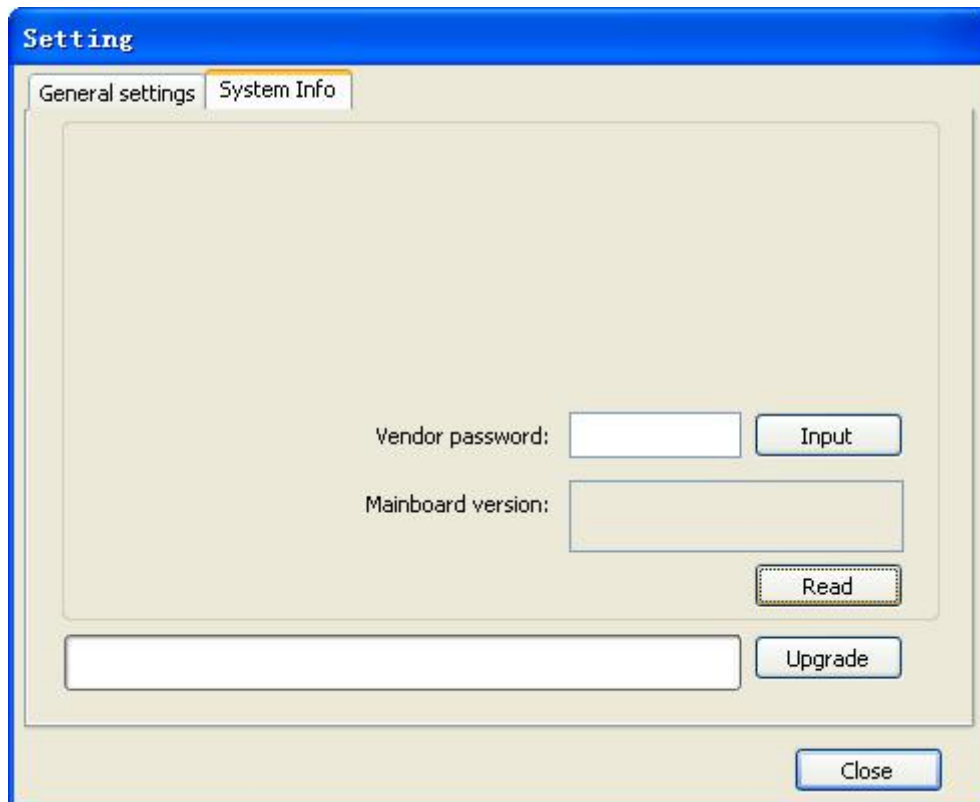 Setting
General settings System Info
Vendor password: Input
Mainboard version:
Read
Upgrade
Close